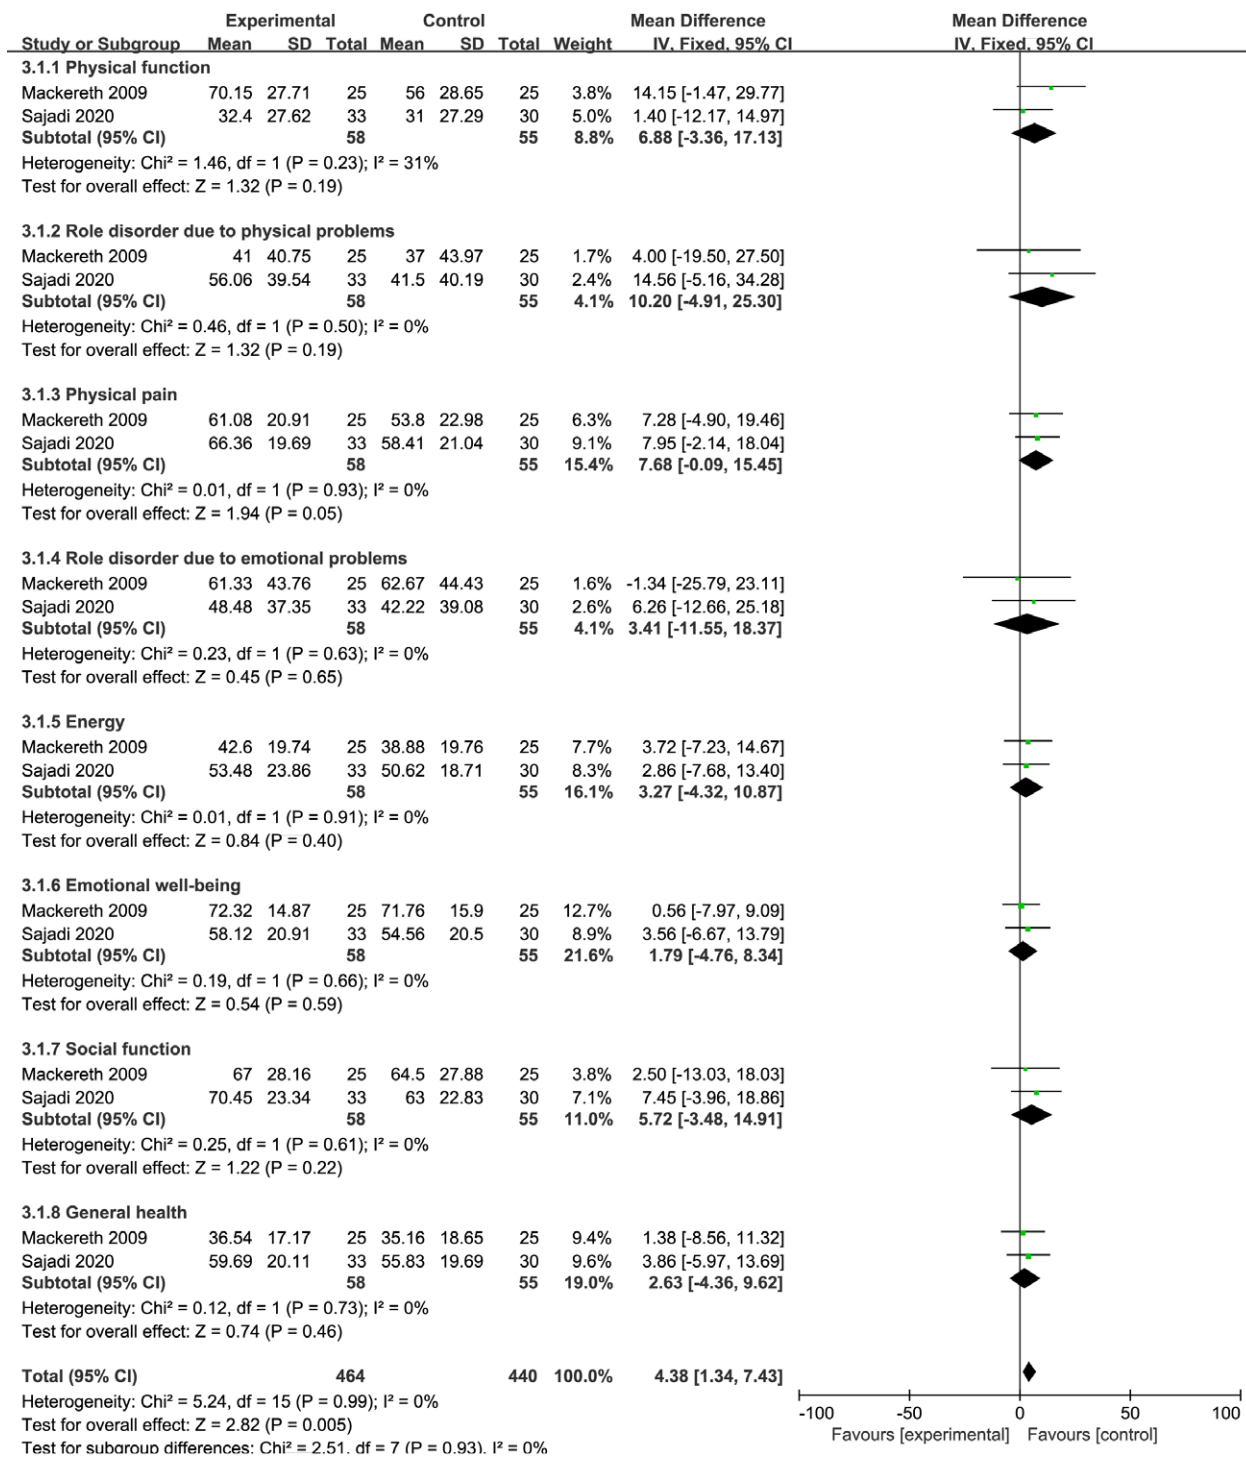 Experimental Control Mean Difference Mean Difference
Study or Subgroup Mean SD Total Mean SD Total Weight IV, Fixed, 95% CI IV, Fixed, 95% CI
3.1.1 Physical function
Mackereth 2009 70.15 27.71 25 56 28.65 25 3.8% 14.15 [-1.47, 29.77]
Sajadi 2020 32.4 27.62 33 31 27.29 30 5.0% 1.40 [-12.17, 14.97]
Subtotal (95% CI) 58 55 8.8% 6.88 [-3.36, 17.13]
Heterogeneity: Chi² = 1.46, df = 1 (P = 0.23); I² = 31%
Test for overall effect: Z = 1.32 (P = 0.19)
3.1.2 Role disorder due to physical problems
Mackereth 2009 41 40.75 25 37 43.97 25 1.7% 4.00 [-19.50, 27.50]
Sajadi 2020 56.06 39.54 33 41.5 40.19 30 2.4% 14.56 [-5.16, 34.28]
Subtotal (95% CI) 58 55 4.1% 10.20 [-4.91, 25.30]
Heterogeneity: Chi² = 0.46, df = 1 (P = 0.50); I² = 0%
Test for overall effect: Z = 1.32 (P = 0.19)
3.1.3 Physical pain
Mackereth 2009 61.08 20.91 25 53.8 22.98 25 6.3% 7.28 [-4.90, 19.46]
Sajadi 2020 66.36 19.69 33 58.41 21.04 30 9.1% 7.95 [-2.14, 18.04]
Subtotal (95% CI) 58 55 15.4% 7.68 [-0.09, 15.45]
Heterogeneity: Chi² = 0.01, df = 1 (P = 0.93); I² = 0%
Test for overall effect: Z = 1.94 (P = 0.05)
3.1.4 Role disorder due to emotional problems
Mackereth 2009 61.33 43.76 25 62.67 44.43 25 1.6% -1.34 [-25.79, 23.11]
Sajadi 2020 48.48 37.35 33 42.22 39.08 30 2.6% 6.26 [-12.66, 25.18]
Subtotal (95% CI) 58 55 4.1% 3.41 [-11.55, 18.37]
Heterogeneity: Chi² = 0.23, df = 1 (P = 0.63); I² = 0%
Test for overall effect: Z = 0.45 (P = 0.65)
3.1.5 Energy
Mackereth 2009 42.6 19.74 25 38.88 19.76 25 7.7% 3.72 [-7.23, 14.67]
Sajadi 2020 53.48 23.86 33 50.62 18.71 30 8.3% 2.86 [-7.68, 13.40]
Subtotal (95% CI) 58 55 16.1% 3.27 [-4.32, 10.87]
Heterogeneity: Chi² = 0.01, df = 1 (P = 0.91); I² = 0%
Test for overall effect: Z = 0.84 (P = 0.40)
3.1.6 Emotional well-being
Mackereth 2009 72.32 14.87 25 71.76 15.9 25 12.7% 0.56 [-7.97, 9.09]
Sajadi 2020 58.12 20.91 33 54.56 20.5 30 8.9% 3.56 [-6.67, 13.79]
Subtotal (95% CI) 58 55 21.6% 1.79 [-4.76, 8.34]
Heterogeneity: Chi² = 0.19, df = 1 (P = 0.66); I² = 0%
Test for overall effect: Z = 0.54 (P = 0.59)
3.1.7 Social function
Mackereth 2009 67 28.16 25 64.5 27.88 25 3.8% 2.50 [-13.03, 18.03]
Sajadi 2020 70.45 23.34 33 63 22.83 30 7.1% 7.45 [-3.96, 18.86]
Subtotal (95% CI) 58 55 11.0% 5.72 [-3.48, 14.91]
Heterogeneity: Chi² = 0.25, df = 1 (P = 0.61); I² = 0%
Test for overall effect: Z = 1.22 (P = 0.22)
3.1.8 General health
Mackereth 2009 36.54 17.17 25 35.16 18.65 25 9.4% 1.38 [-8.56, 11.32]
Sajadi 2020 59.69 20.11 33 55.83 19.69 30 9.6% 3.86 [-5.97, 13.69]
Subtotal (95% CI) 58 55 19.0% 2.63 [-4.36, 9.62]
Heterogeneity: Chi² = 0.12, df = 1 (P = 0.73); I² = 0%
Test for overall effect: Z = 0.74 (P = 0.46)
Total (95% CI) 464 440 100.0% 4.38 [1.34, 7.43]
Heterogeneity: Chi² = 5.24, df = 15 (P = 0.99); I² = 0%
Test for overall effect: Z = 2.82 (P = 0.005)
Test for subgroup differences: Chi² = 2.51, df = 7 (P = 0.93), I² = 0%
-100 -50 0 50 100
Favours [experimental] Favours [control]